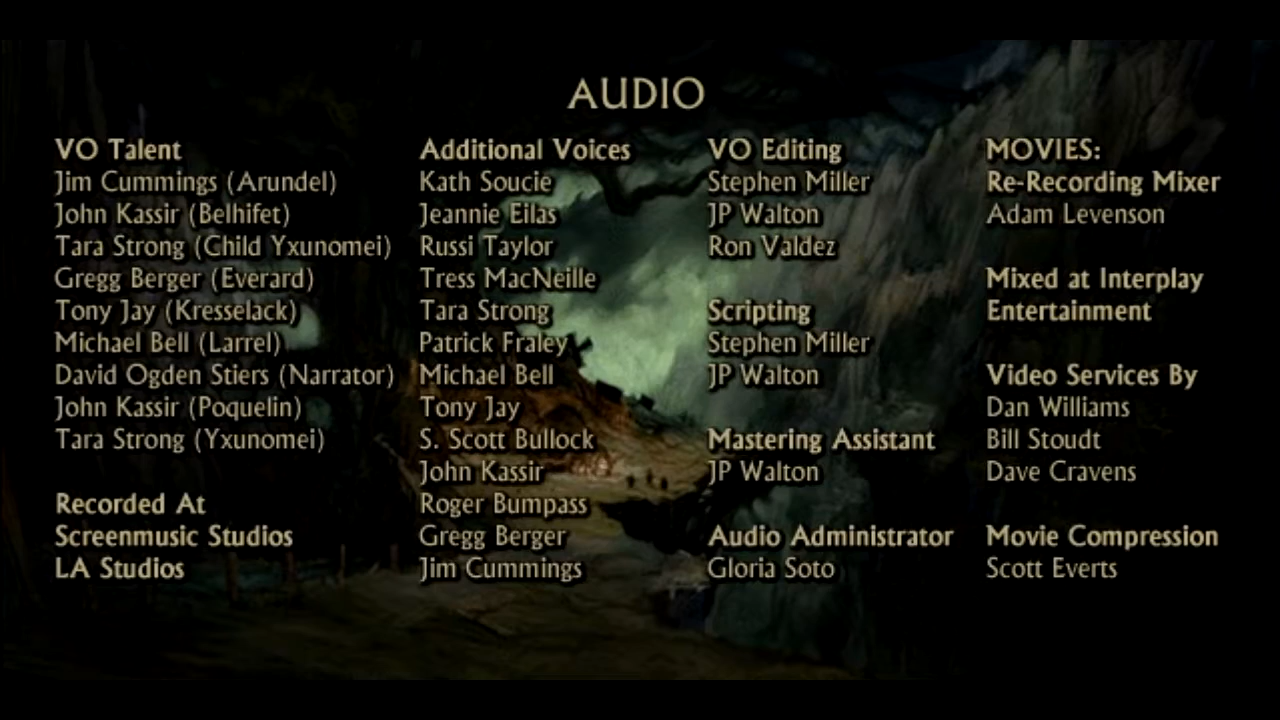 AUDIO
VO Talent
Jim Cummings (Arundel)
John Kassir (Belhifet)
Tara Strong (Child Yxunomei)
Gregg Berger (Everard)
Tony Jay (Kresselack)
Michael Bell (Larrel)
David Ogden Stiers (Narrator)
John Kassir (Poquelin)
Tara Strong (Yxunomei)
Recorded At
Screenmusic Studios
LA Studios
Additional Voices
Kath Soucie
Jeannie Eilas
Russi Taylor
Tress MacNeille
Tara Strong
Patrick Fraley
Michael Bell
Tony Jay
S. Scott Bullock
John Kassir
Roger Bumpass
Gregg Berger
Jim Cummings
VO Editing
Stephen Miller
JP Walton
Ron Valdez
Scripting
Stephen Miller
JP Walton
Mastering Assistant
JP Walton
Audio Administrator
Gloria Soto
MOVIES:
Re-Recording Mixer
Adam Levenson
Mixed at Interplay
Entertainment
Video Services By
Dan Williams
Bill Stoudt
Dave Cravens
Movie Compression
Scott Everts